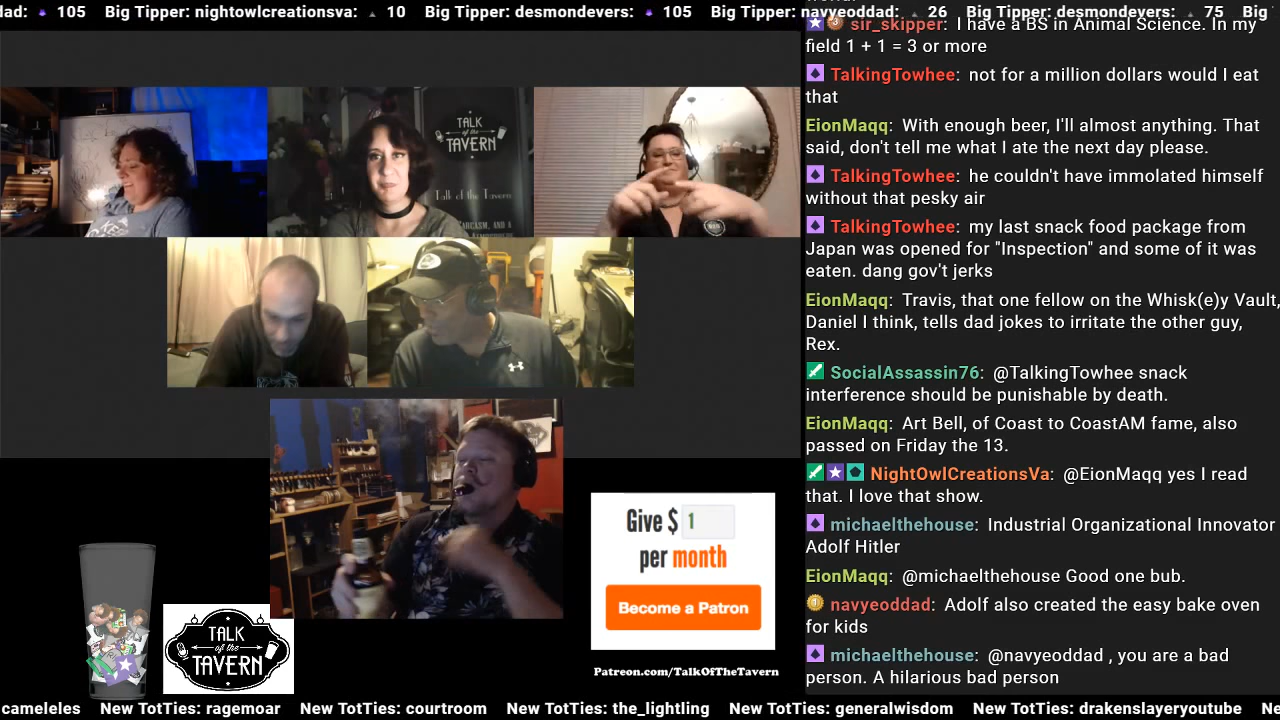 dad: 105 Big Tipper: nightowlcreationsva: 10 Big Tipper: desmondevers: 105 Big Tipper: oddad: 26 Big Tipper: desmondevers: 75 Big
sir_skipper: I have a BS in Animal Science. In my
field 1 + 1 = 3 or more
TalkingTowhee: not for a million dollars would I eat
that
EionMaqq: With enough beer, I'll almost anything. That
said, don't tell me what I ate the next day please.
TalkingTowhee: he couldn't have immolated himself
without that pesky air
TalkingTowhee: my last snack food package from
Japan was opened for "Inspection" and some of it was
eaten. dang gov't jerks
EionMaqq: Travis, that one fellow on the Whisk(e)y Vault,
Daniel I think, tells dad jokes to irritate the other guy,
Rex.
SocialAssassin76: @TalkingTowhee snack
interference should be punishable by death.
EionMaqq: Art Bell, of Coast to CoastAM fame, also
passed on Friday the 13.
NightOwlCreationsVa: @EionMaqq yes I read
that. I love that show.
michaelthehouse: Industrial Organizational Innovator
Adolf Hitler
EionMaqq: @michaelthehouse Good one bub.
navyeoddad: Adolf also created the easy bake oven
for kids
michaelthehouse: @navyeoddad , you are a bad
person. A hilarious bad person
TALK
of the
TAVERN
Talk of the Tavern
Give $ 1
per month
Become a Patron
Patreon.com/TalkOfTheTavern
TALK
of the
TAVERN
cameleles New TotTies: ragemoar New TotTies: courtroom New TotTies: the_lightling New TotTies: generalwisdom New TotTies: drakenslayeryoutube Ne